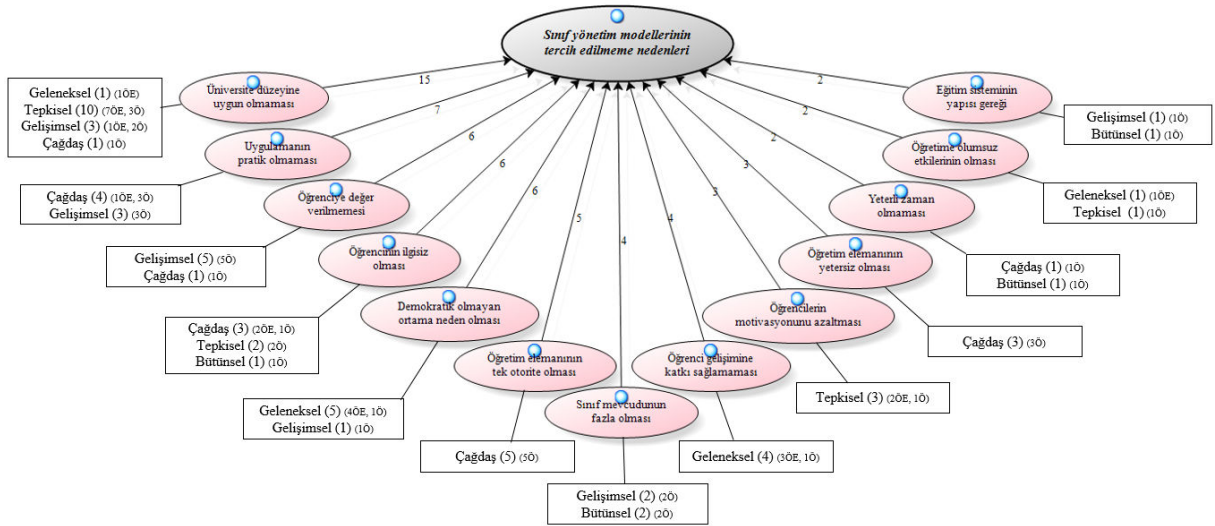 Sınıf yönetim modellerinin
tercih edilmeme nedenleri
15
7
6
6
6
5
4
4
3
3
2
2
2
Üniversite düzeyine
uygun olmaması
Geleneksel (1) (1ÖE)
Tepkisel (10) (7ÖE, 3Ö)
Gelişimsel (3) (1ÖE, 2Ö)
Çağdaş (1) (1Ö)
Uygulamanın
pratik olmaması
Çağdaş (4) (1ÖE, 3Ö)
Gelişimsel (3) (3Ö)
Öğrenciye değer
verilmemesi
Gelişimsel (5) (5Ö)
Çağdaş (1) (1Ö)
Öğrencinin ilgisiz
olması
Çağdaş (3) (2ÖE, 1Ö)
Tepkisel (2) (2Ö)
Bütünsel (1) (1Ö)
Demokratik olmayan
ortama neden olması
Geleneksel (5) (4ÖE, 1Ö)
Gelişimsel (1) (1Ö)
Öğretim elemanının
tek otorite olması
Çağdaş (5) (5Ö)
Sınıf mevcudunun
fazla olması
Gelişimsel (2) (2Ö)
Bütünsel (2) (2Ö)
Öğrenci gelişimine
katkı sağlamaması
Geleneksel (4) (3ÖE, 1Ö)
Öğrencilerin
motivasyonunu azaltması
Tepkisel (3) (2ÖE, 1Ö)
Öğretim elemanının
yetersiz olması
Çağdaş (3) (3Ö)
Yeterli zaman
olmaması
Çağdaş (1) (1Ö)
Bütünsel (1) (1Ö)
Öğretime olumsuz
etkilerinin olması
Geleneksel (1) (1ÖE)
Tepkisel (1) (1Ö)
Eğitim sisteminin
yapısı gereği
Gelişimsel (1) (1Ö)
Bütünsel (1) (1Ö)